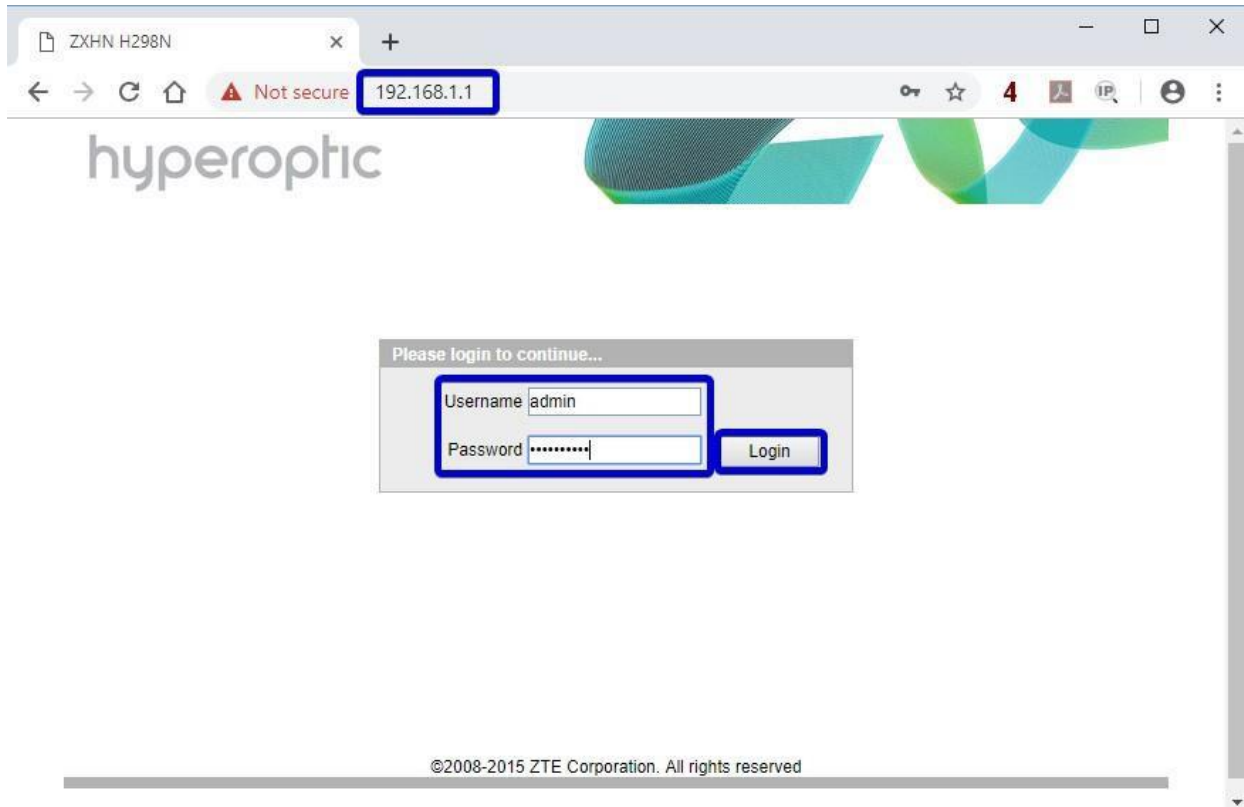 ZXHN H298N
Not secure 192.168.1.1 4 IP
hyperoptic
Please login to continue...
Username admin
Password ••••••••••
Login
©2008-2015 ZTE Corporation. All rights reserved